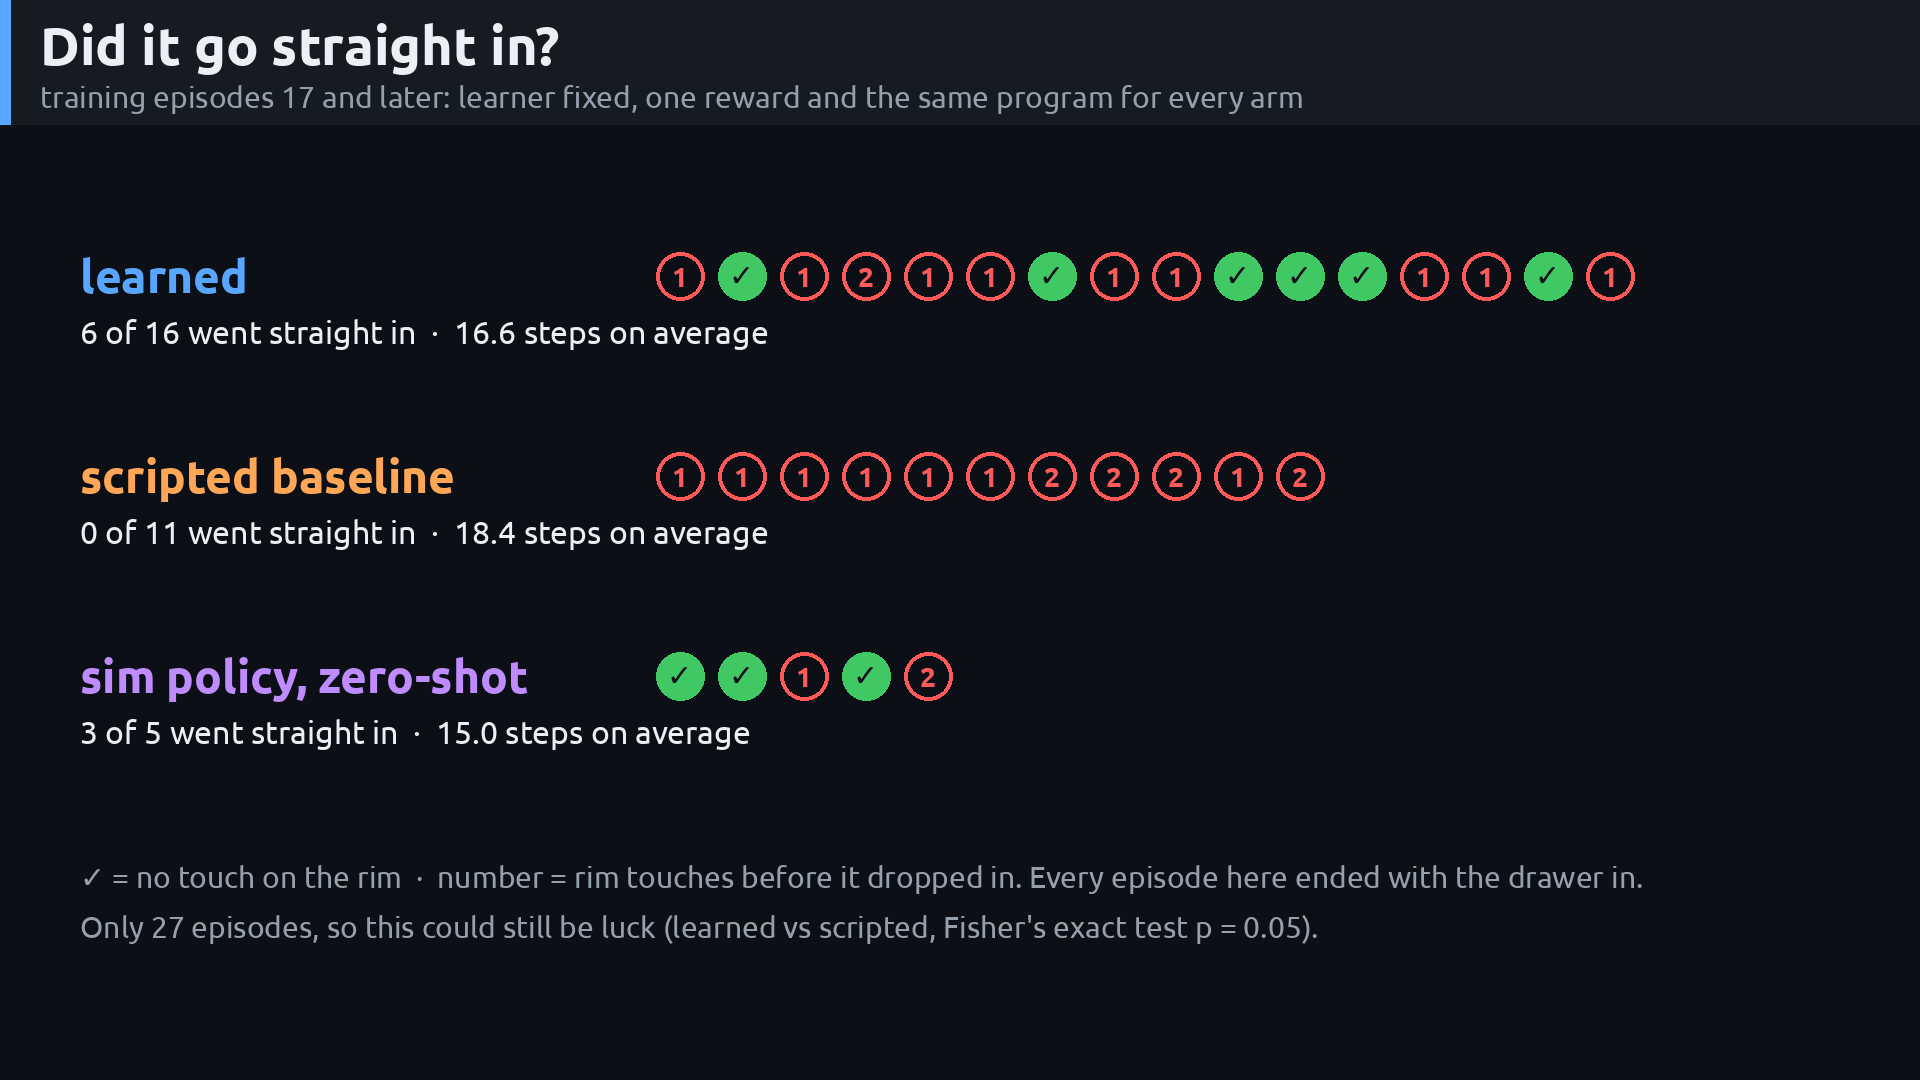 Did it go straight in?
training episodes 17 and later: learner fixed, one reward and the same program for every arm
learned
1 ✓ 1 2 1 1 ✓ 1 1 ✓ ✓ ✓ 1 1 ✓ 1
6 of 16 went straight in · 16.6 steps on average
scripted baseline
1 1 1 1 1 1 2 2 2 1 2
0 of 11 went straight in · 18.4 steps on average
sim policy, zero-shot
✓ ✓ 1 ✓ 2
3 of 5 went straight in · 15.0 steps on average
✓ = no touch on the rim · number = rim touches before it dropped in. Every episode here ended with the drawer in.
Only 27 episodes, so this could still be luck (learned vs scripted, Fisher's exact test p = 0.05).